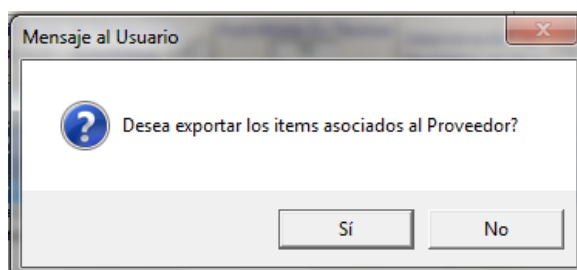 Mensaje al Usuario
Desea exportar los items asociados al Proveedor?
Sí
No